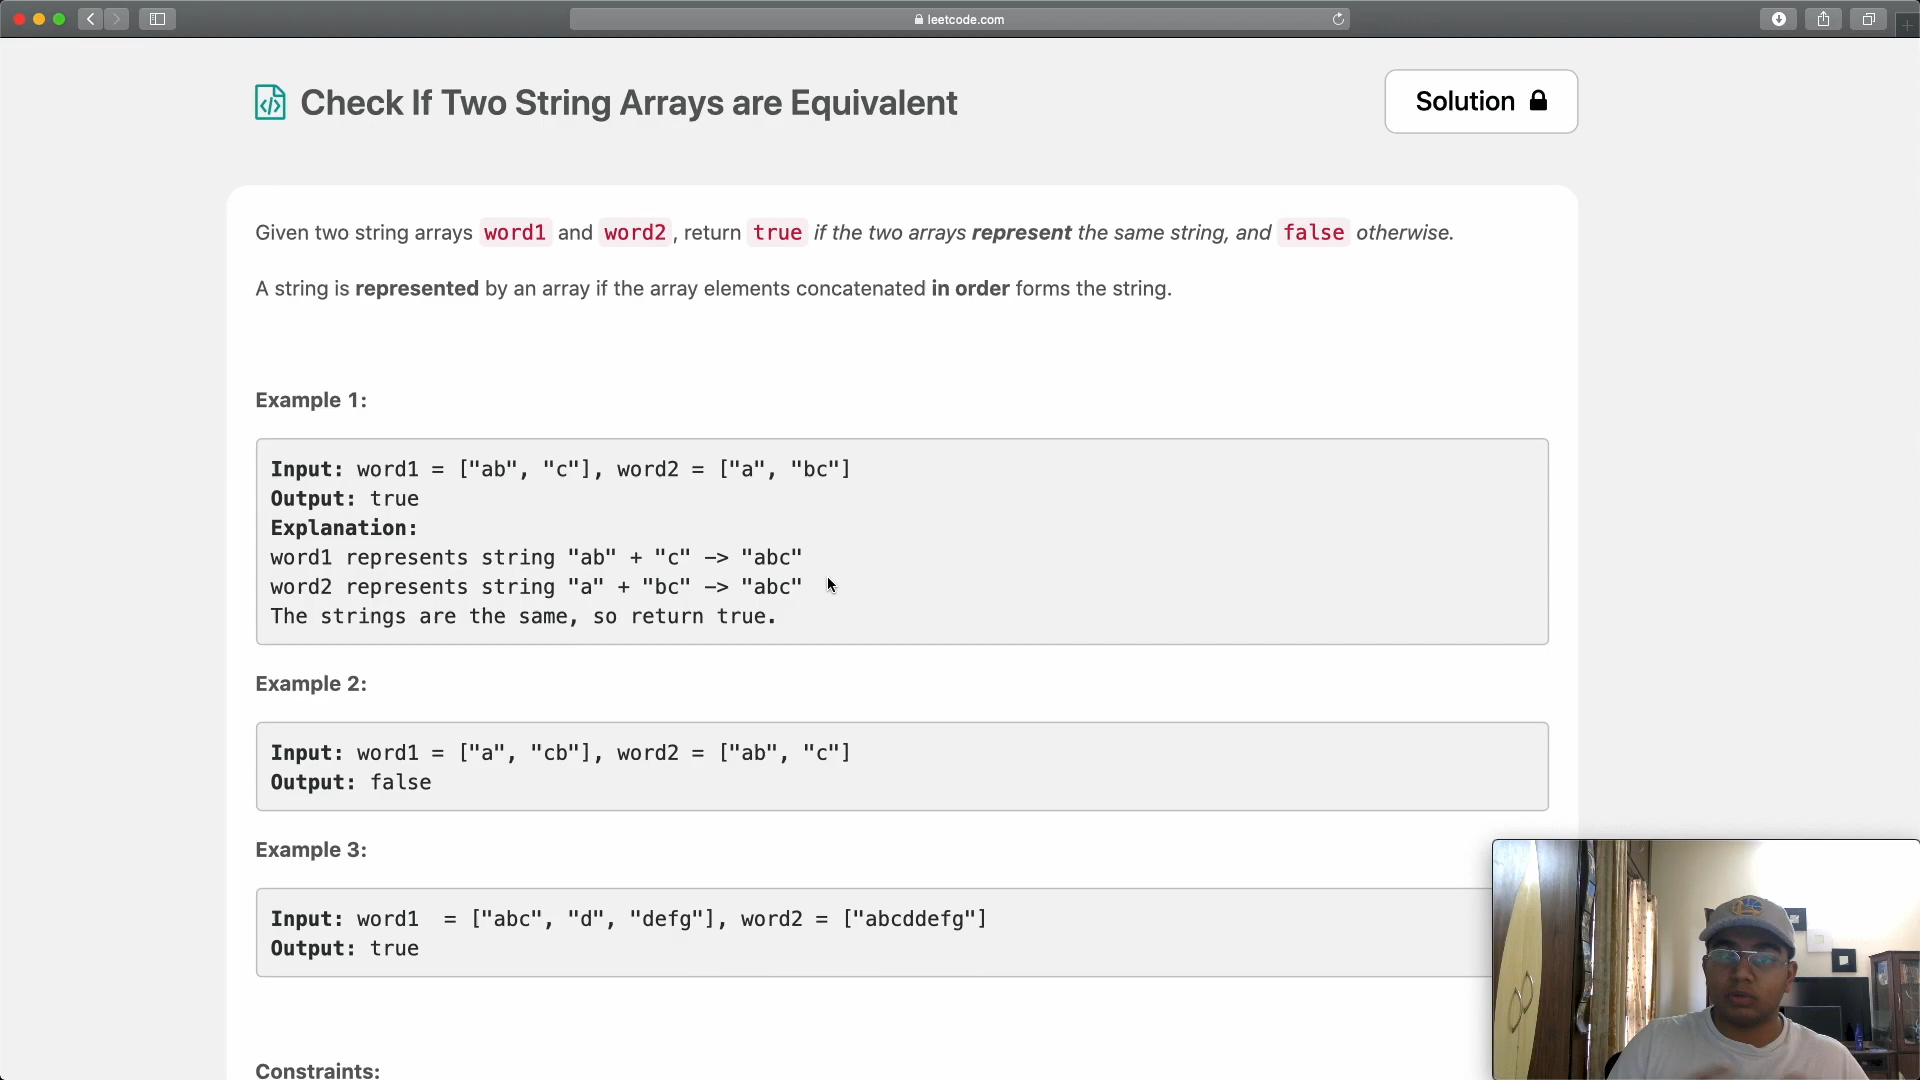 leetcode.com
Check If Two String Arrays are Equivalent
Solution
Given two string arrays word1 and word2, return true if the two arrays represent the same string, and false otherwise.
A string is represented by an array if the array elements concatenated in order forms the string.
Example 1:
Input: word1 = ["ab", "c"], word2 = ["a", "bc"]
Output: true
Explanation:
word1 represents string "ab" + "c" -> "abc"
word2 represents string "a" + "bc" -> "abc"
The strings are the same, so return true.
Example 2:
Input: word1 = ["a", "cb"], word2 = ["ab", "c"]
Output: false
Example 3:
Input: word1  = ["abc", "d", "defg"], word2 = ["abcddefg"]
Output: true
Constraints: